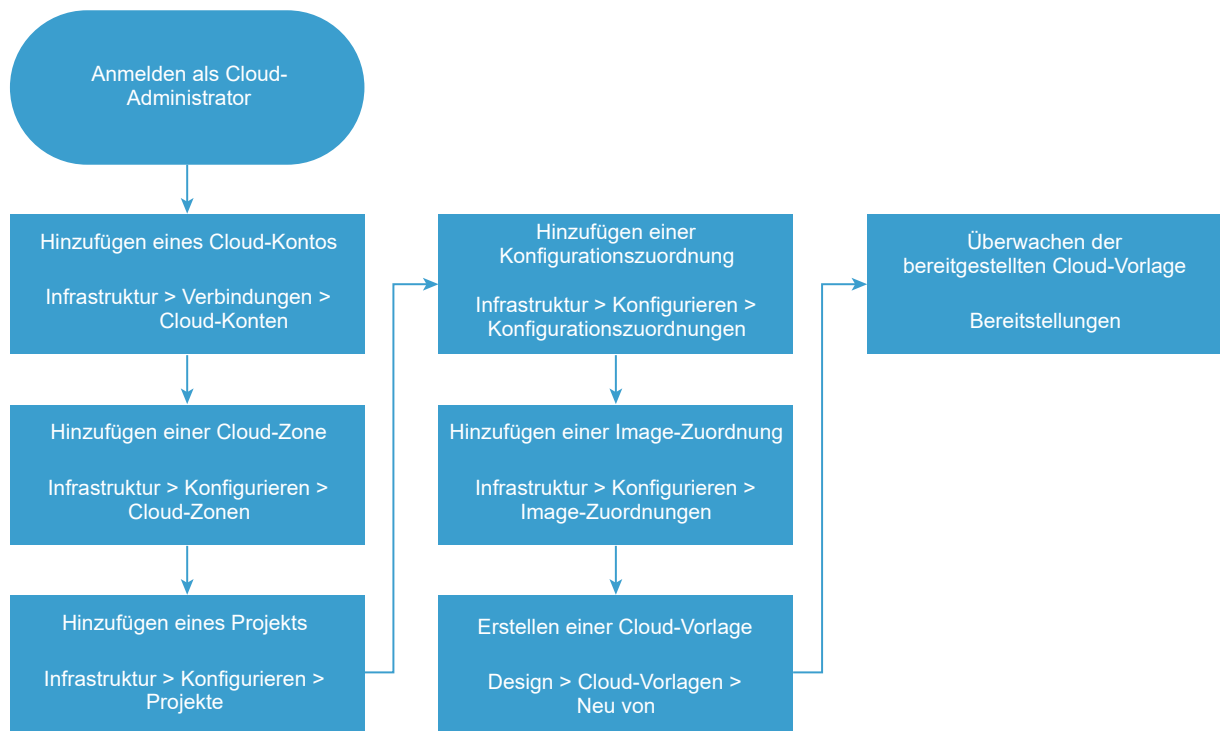 Anmelden als Cloud-
Administrator
Hinzufügen eines Cloud-Kontos
Infrastruktur > Verbindungen >
Cloud-Konten
Hinzufügen einer Cloud-Zone
Infrastruktur > Konfigurieren >
Cloud-Zonen
Hinzufügen eines Projekts
Infrastruktur > Konfigurieren >
Projekte
Hinzufügen einer
Konfigurationszuordnung
Infrastruktur > Konfigurieren >
Konfigurationszuordnungen
Hinzufügen einer Image-Zuordnung
Infrastruktur > Konfigurieren >
Image-Zuordnungen
Erstellen einer Cloud-Vorlage
Design > Cloud-Vorlagen >
Neu von
Überwachen der
bereitgestellten Cloud-Vorlage
Bereitstellungen